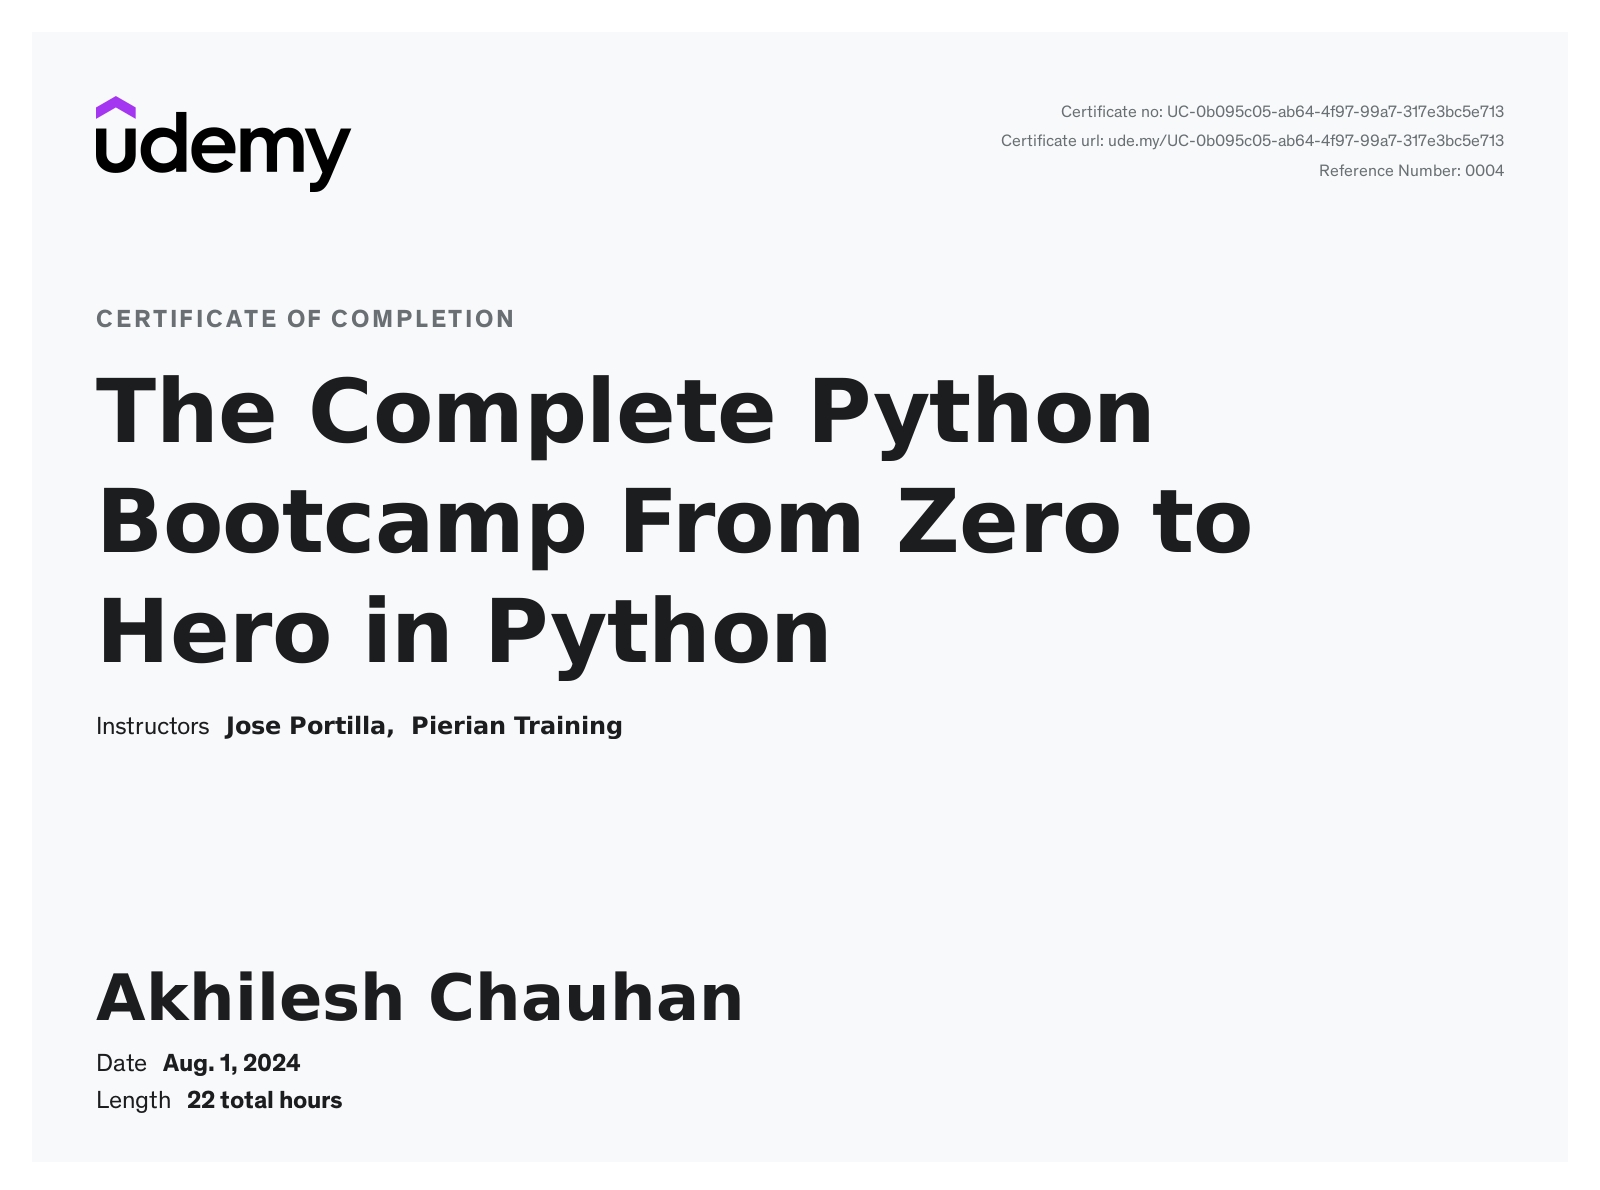 udemy
Certificate no: UC-0b095c05-ab64-4f97-99a7-317e3bc5e713
Certificate url: ude.my/UC-0b095c05-ab64-4f97-99a7-317e3bc5e713
Reference Number: 0004
CERTIFICATE OF COMPLETION
The Complete Python
Bootcamp From Zero to
Hero in Python
Instructors Jose Portilla, Pierian Training
Akhilesh Chauhan
Date Aug. 1, 2024
Length 22 total hours